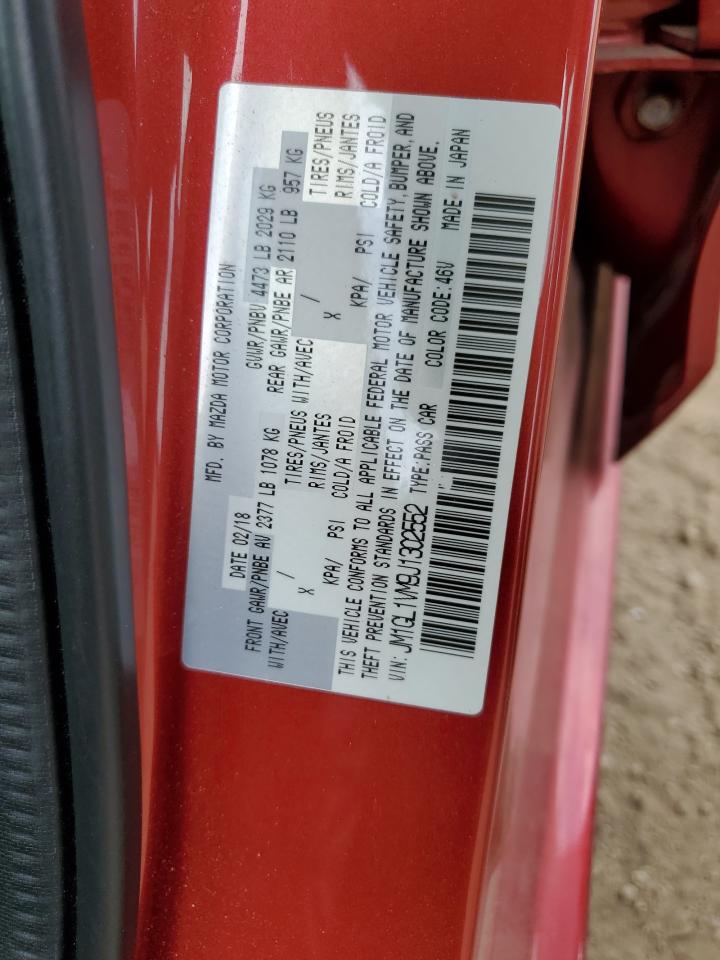 MFD. BY MAZDA MOTOR CORPORATION
DATE 02/18 GVWR/PNBV 4473 LB 2029 KG
FRONT GAWR/PNBE AV 2377 LB 1078 KG REAR GAWR/PNBE AR 2110 LB 957 KG
WITH/AVEC / TIRES/PNEUS WITH/AVEC / TIRES/PNEUS
X RIMS/JANTES X RIMS/JANTES
KPA/ PSI COLD/A FROID KPA/ PSI COLD/A FROID
THIS VEHICLE CONFORMS TO ALL APPLICABLE FEDERAL MOTOR VEHICLE SAFETY, BUMPER, AND
THEFT PREVENTION STANDARDS IN EFFECT ON THE DATE OF MANUFACTURE SHOWN ABOVE.
VIN: JM1GL1VM9J1302552 TYPE:PASS CAR COLOR CODE:46V MADE IN JAPAN